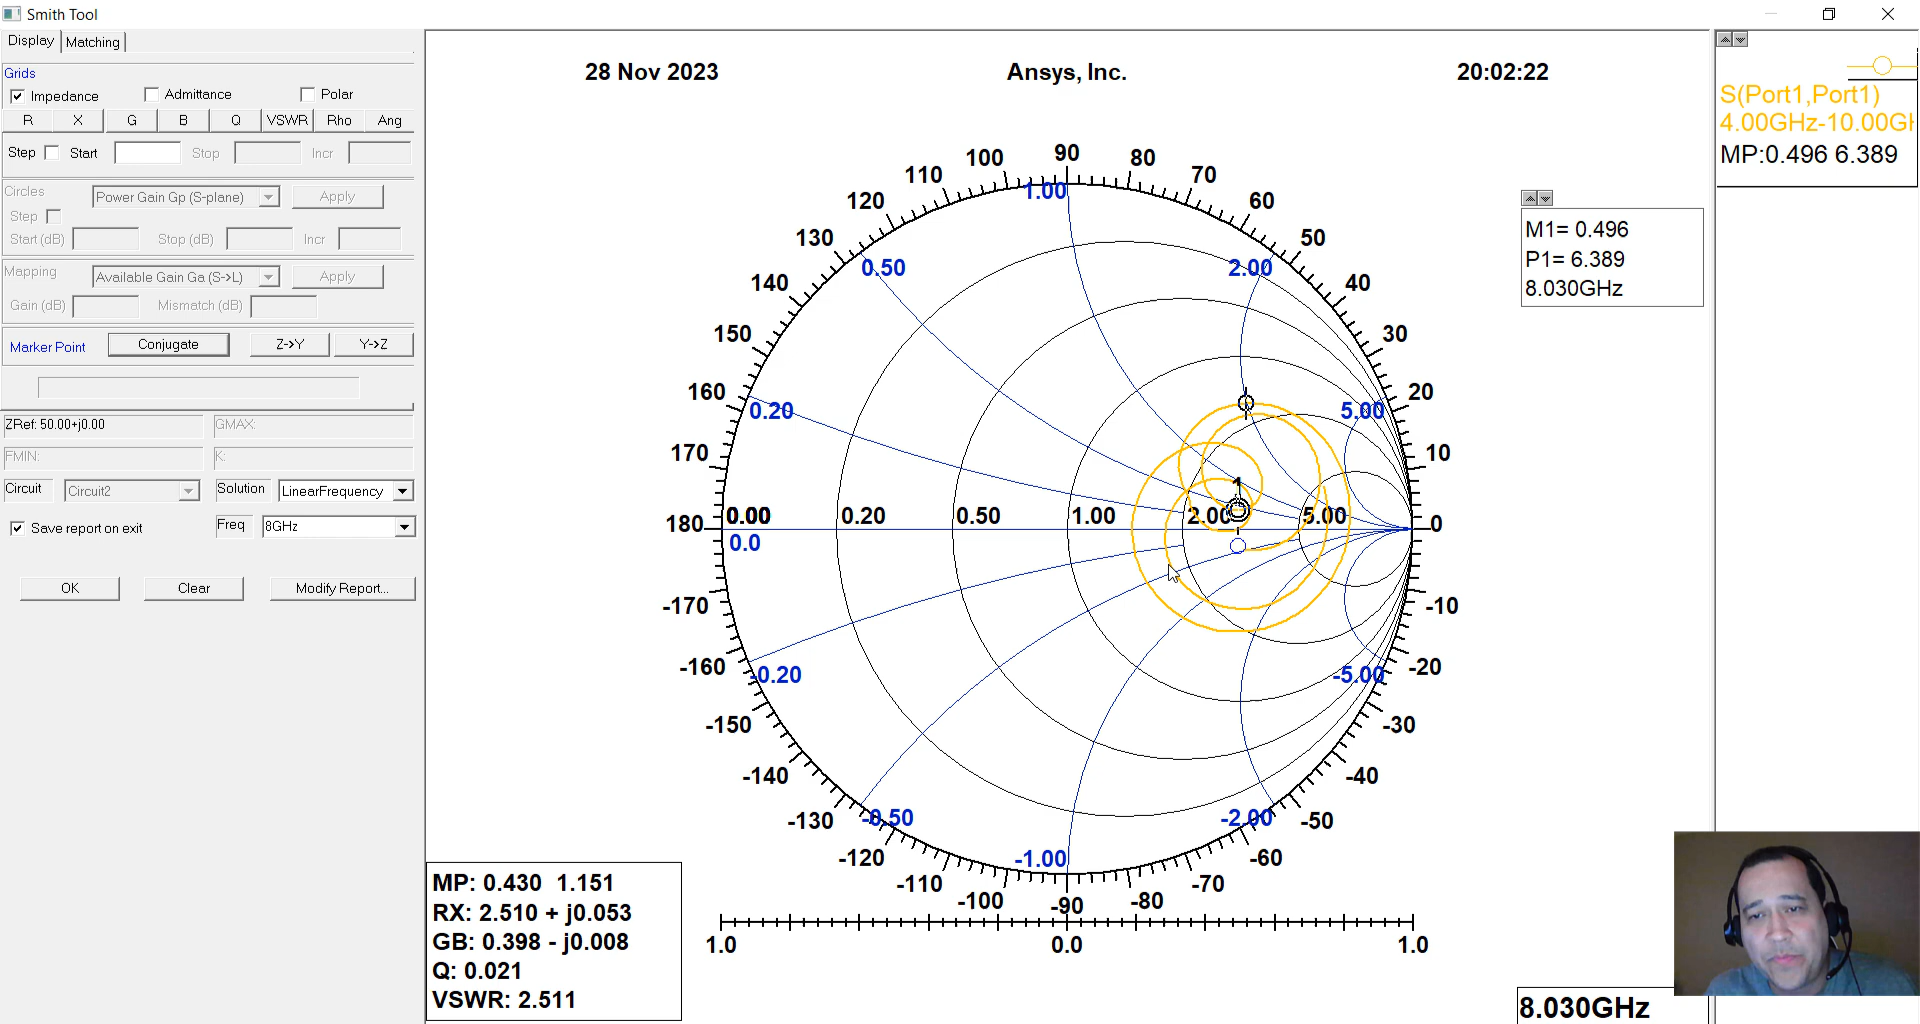 Smith Tool
Display Matching
Grids
Impedance Admittance Polar
R X G B Q VSWR Rho Ang
Step Start Stop Incr
Circles Power Gain Gp (S-plane) Apply
Step
Start (dB) Stop (dB) Incr
Mapping Available Gain Ga (S->L) Apply
Gain (dB) Mismatch (dB)
Marker Point Conjugate Z->Y Y->Z
ZRef: 50.00+j0.00 GMAX:
FMIN: K:
Circuit Circuit2 Solution LinearFrequency
Save report on exit Freq 8GHz
OK Clear Modify Report...
28 Nov 2023 Ansys, Inc. 20:02:22
S(Port1,Port1)
4.00GHz-10.00GH
MP:0.496 6.389
M1= 0.496
P1= 6.389
8.030GHz
90
100 80
110 70
1.00
120 60
130 50
0.50 2.00
140 40
150 30
160 20
0.20 5.00
170 10
1
180 0.00 0.20 0.50 1.00 2.00 5.00 0
0.0
-170 -10
-160 -20
-0.20 -5.00
-150 -30
-140 -40
-130 -0.50 -2.00 -50
-120 -1.00 -60
-110 -70
-100 -90 -80
1.0 0.0 1.0
MP: 0.430 1.151
RX: 2.510 + j0.053
GB: 0.398 - j0.008
Q: 0.021
VSWR: 2.511
8.030GHz